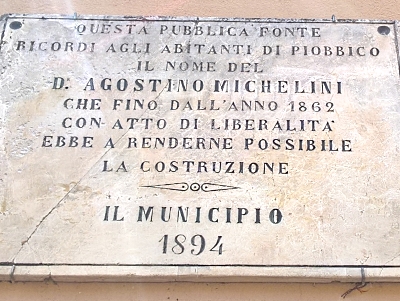 QUESTA PUBBLICA FONTE
RICORDI AGLI ABITANTI DI PIOBBICO
IL NOME DEL
D. AGOSTINO MICHELINI
CHE FINO DALL'ANNO 1862
CON ATTO DI LIBERALITA'
EBBE A RENDERNE POSSIBILE
LA COSTRUZIONE
IL MUNICIPIO
1894